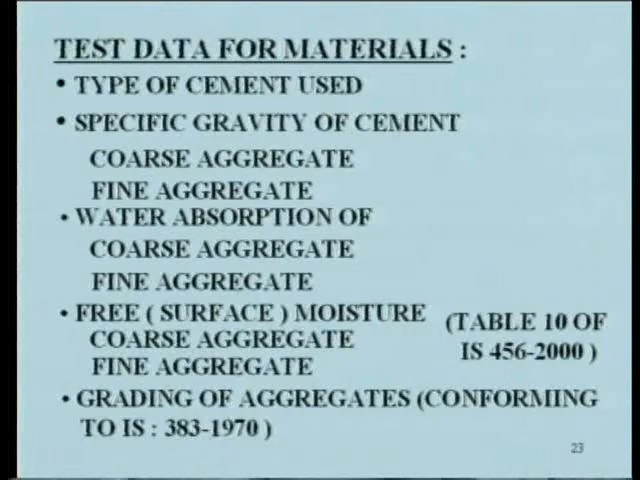 TEST DATA FOR MATERIALS :
• TYPE OF CEMENT USED
• SPECIFIC GRAVITY OF CEMENT
COARSE AGGREGATE
FINE AGGREGATE
• WATER ABSORPTION OF
COARSE AGGREGATE
FINE AGGREGATE
• FREE ( SURFACE ) MOISTURE
COARSE AGGREGATE
FINE AGGREGATE
(TABLE 10 OF
IS 456-2000 )
• GRADING OF AGGREGATES (CONFORMING
TO IS : 383-1970 )
23